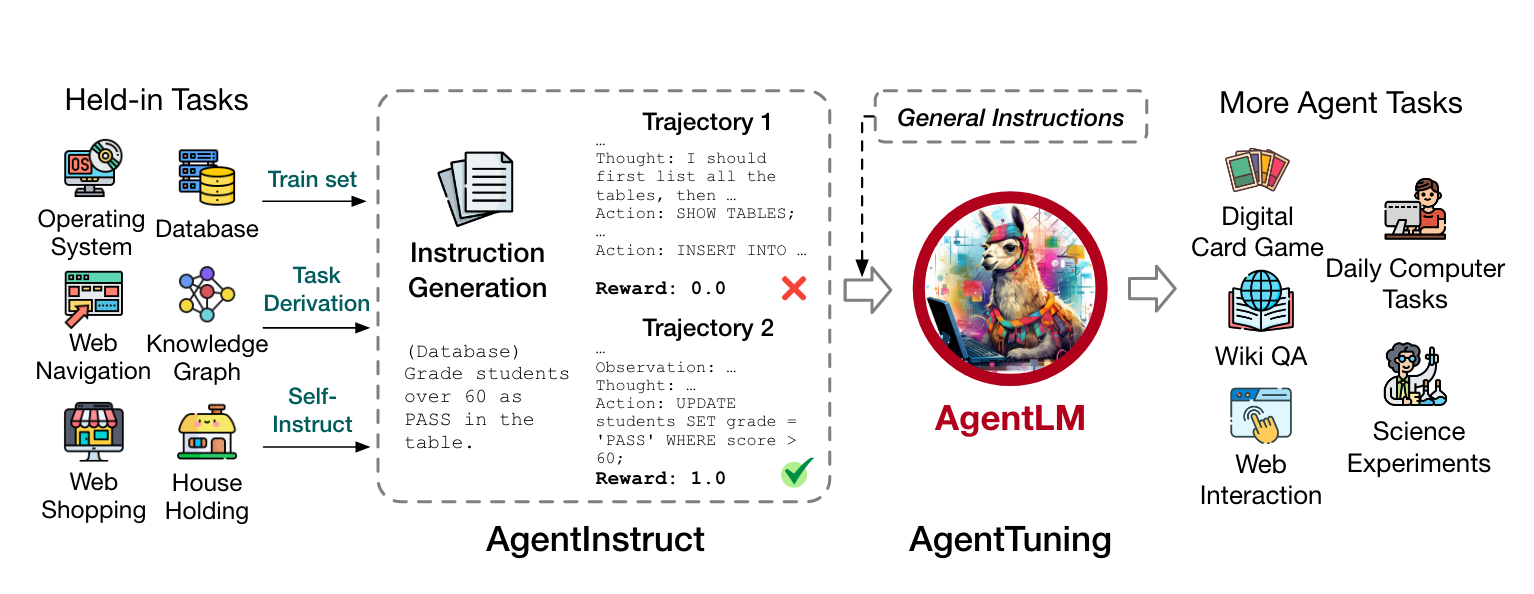 Held-in Tasks
OS
Operating
System
Database
Web
Navigation
Knowledge
Graph
Web
Shopping
House
Holding
Train set
Task
Derivation
Self-
Instruct
Instruction
Generation
(Database)
Grade students
over 60 as
PASS in the
table.
Trajectory 1
…
Thought: I should
first list all the
tables, then …
Action: SHOW TABLES;
…
Action: INSERT INTO …
Reward: 0.0
Trajectory 2
…
Observation: …
Thought: …
Action: UPDATE
students SET grade =
'PASS' WHERE score >
60;
Reward: 1.0
AgentInstruct
General Instructions
AgentLM
AgentTuning
More Agent Tasks
Digital
Card Game
Daily Computer
Tasks
Wiki QA
Science
Experiments
Web
Interaction